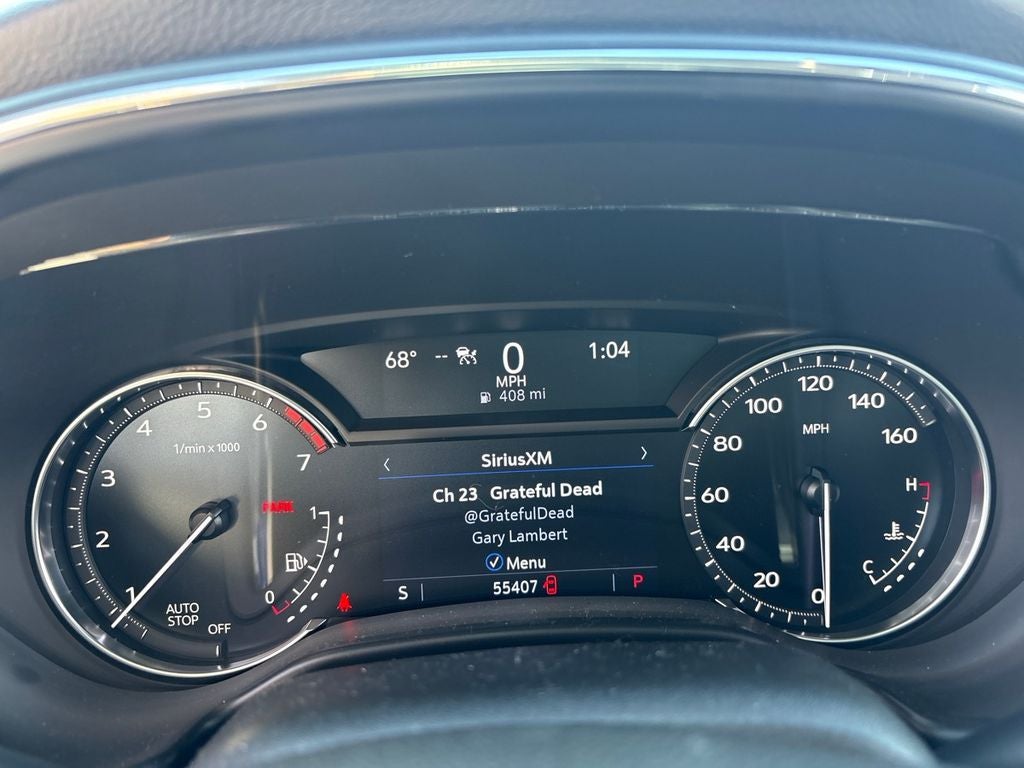 68° -- 0 1:04
MPH
408 mi
5
4
6
1/min x 1000
3
7
2
PARK
1
0
1
AUTO
STOP
OFF
‹ SiriusXM ›
Ch 23 Grateful Dead
@GratefulDead
Gary Lambert
Menu
S 55407 P
120
100
140
MPH
80
160
60
H
40
C
20
0